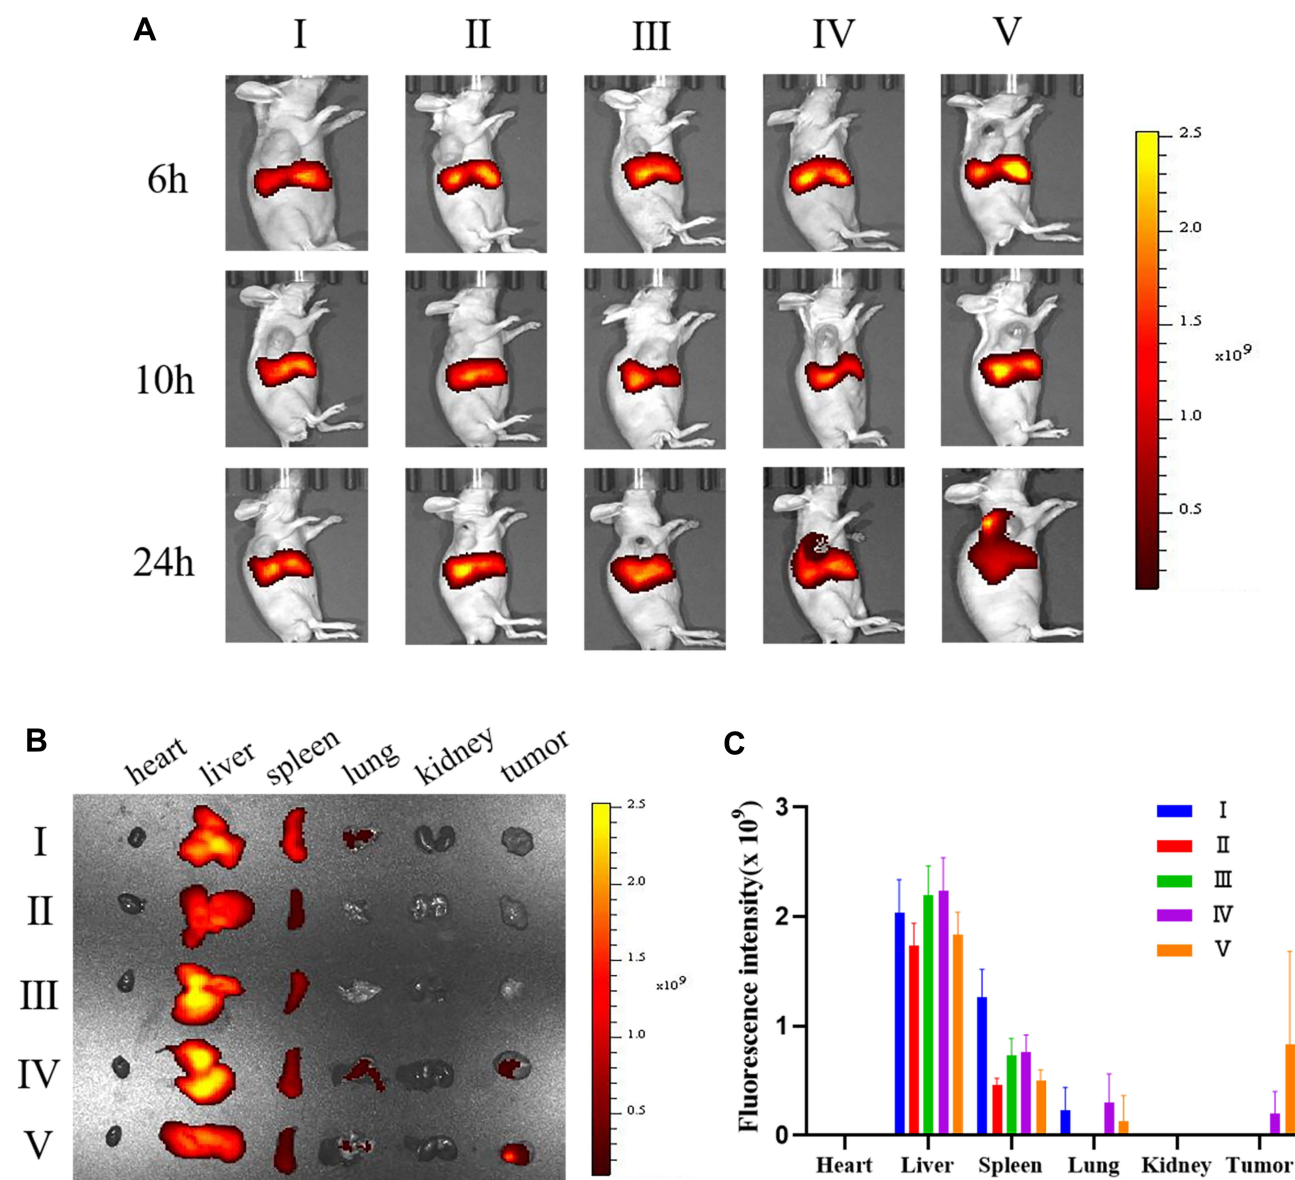 A
I II III IV V
6h
10h
24h
2.5
2.0
1.5
x10⁹
1.0
0.5
B
heart liver spleen lung kidney tumor
I
II
III
IV
V
2.5
2.0
1.5
x10⁹
1.0
0.5
C
Fluorescence intensity(x 10⁹)
3
2
1
0
I
II
III
IV
V
Heart Liver Spleen Lung Kidney Tumor